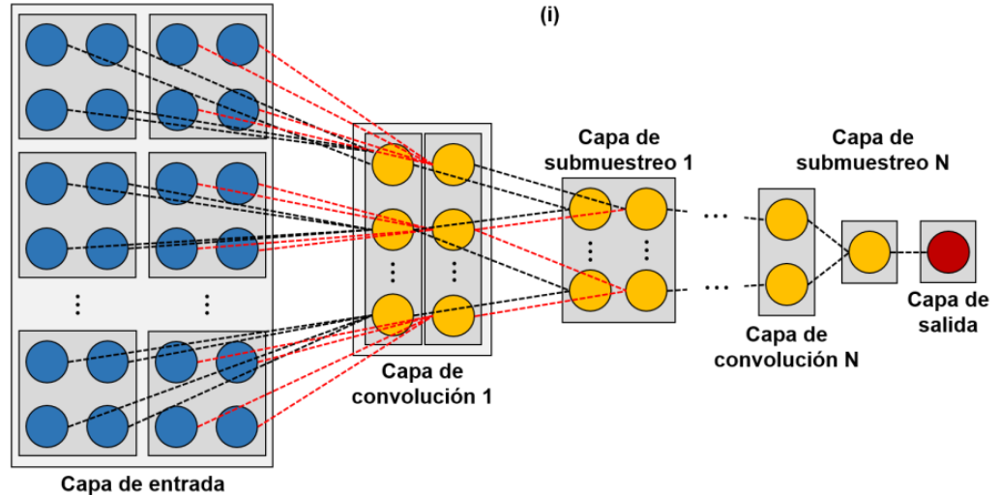 (i)
Capa de
submuestreo 1
Capa de
submuestreo N
...
...
Capa de
convolución 1
Capa de
convolución N
Capa de
salida
Capa de entrada